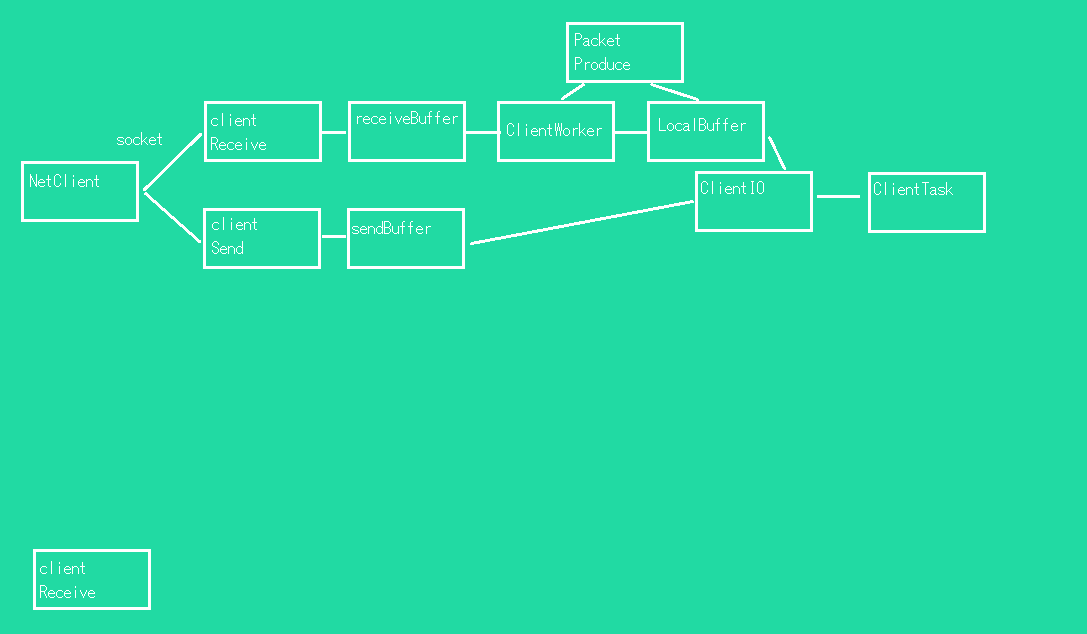 Packet
Produce
client
Receive
receiveBuffer
ClientWorker
LocalBuffer
socket
NetClient
ClientIO
ClientTask
client
Send
sendBuffer
client
Receive